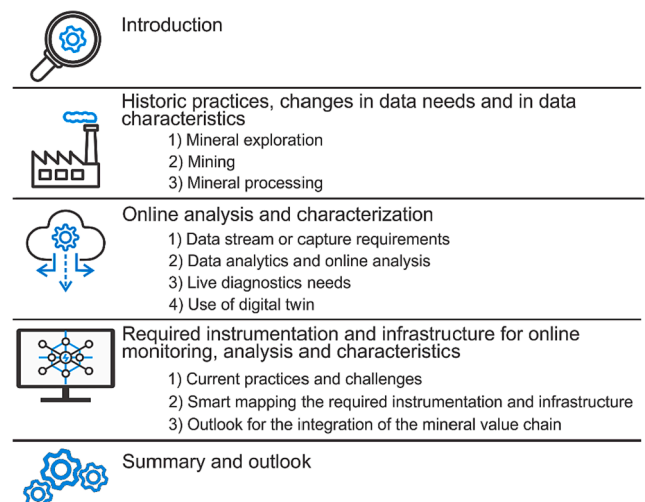 Introduction
Historic practices, changes in data needs and in data
characteristics
1) Mineral exploration
2) Mining
3) Mineral processing
Online analysis and characterization
1) Data stream or capture requirements
2) Data analytics and online analysis
3) Live diagnostics needs
4) Use of digital twin
Required instrumentation and infrastructure for online
monitoring, analysis and characteristics
1) Current practices and challenges
2) Smart mapping the required instrumentation and infrastructure
3) Outlook for the integration of the mineral value chain
Summary and outlook